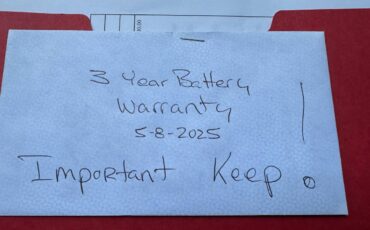 3 Year Battery
Warranty
5-8-2025
Important Keep!